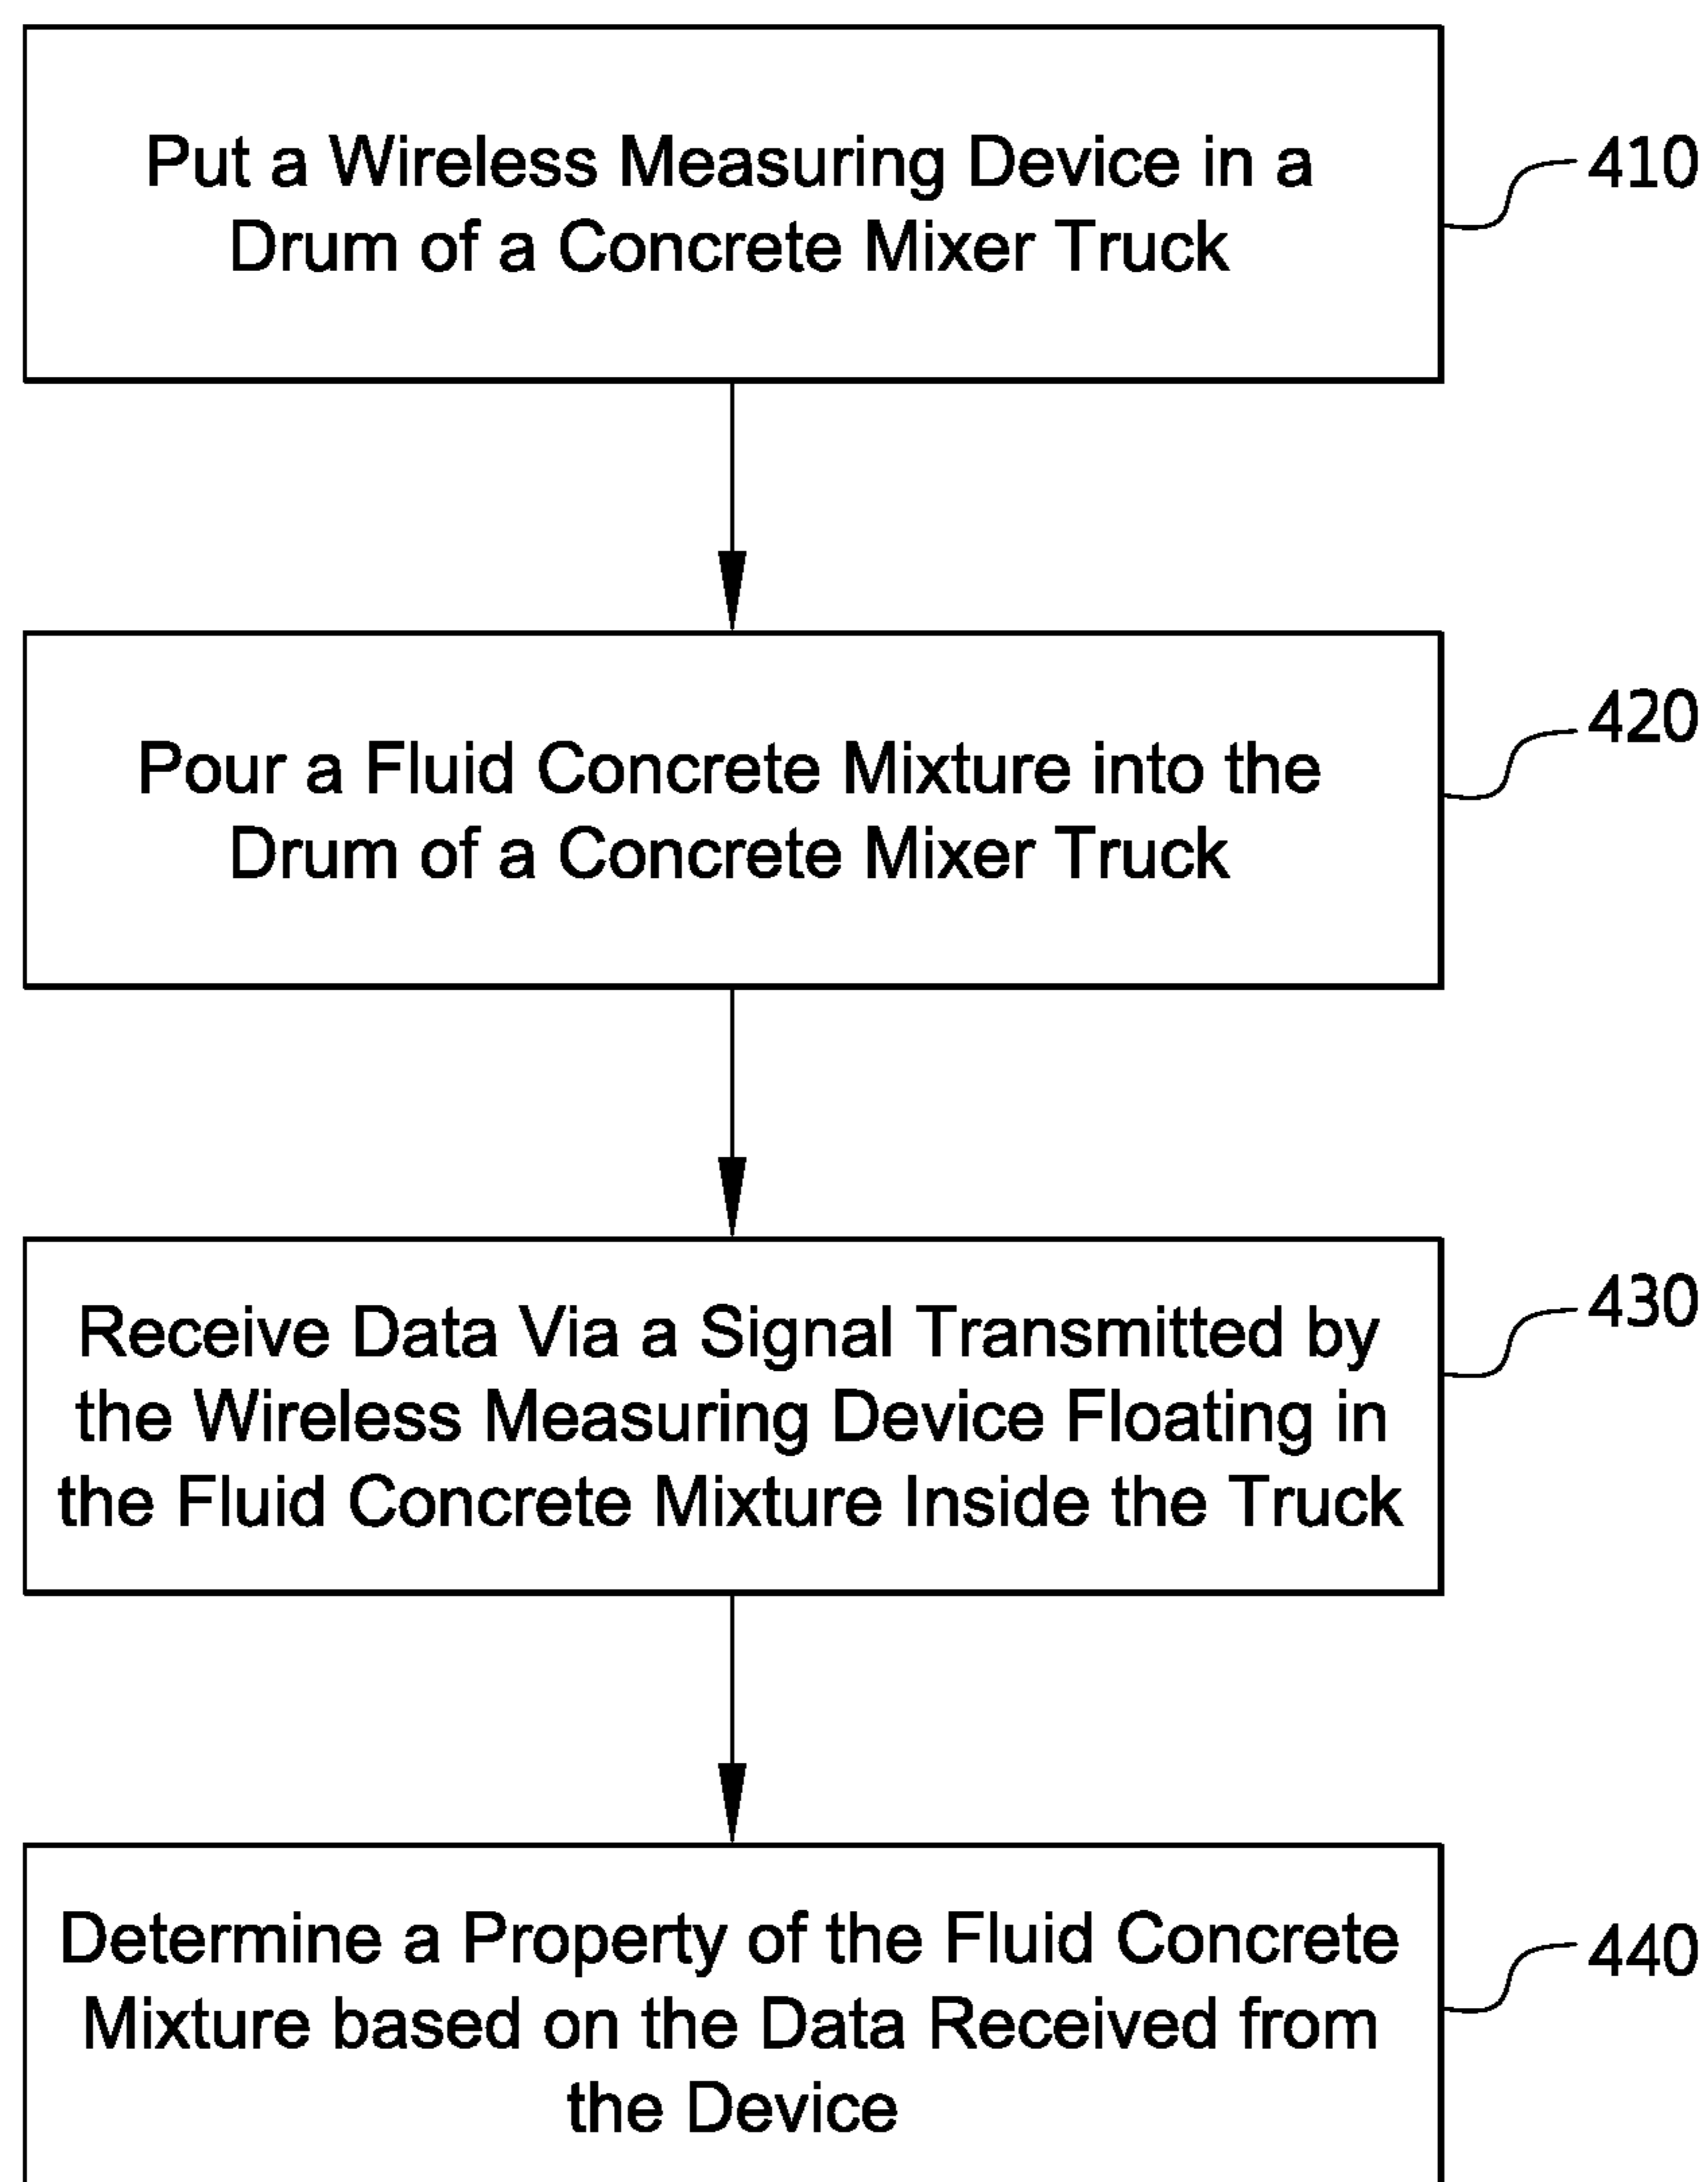 Put a Wireless Measuring Device in a
Drum of a Concrete Mixer Truck
410
Pour a Fluid Concrete Mixture into the
Drum of a Concrete Mixer Truck
420
Receive Data Via a Signal Transmitted by
the Wireless Measuring Device Floating in
the Fluid Concrete Mixture Inside the Truck
430
Determine a Property of the Fluid Concrete
Mixture based on the Data Received from
the Device
440